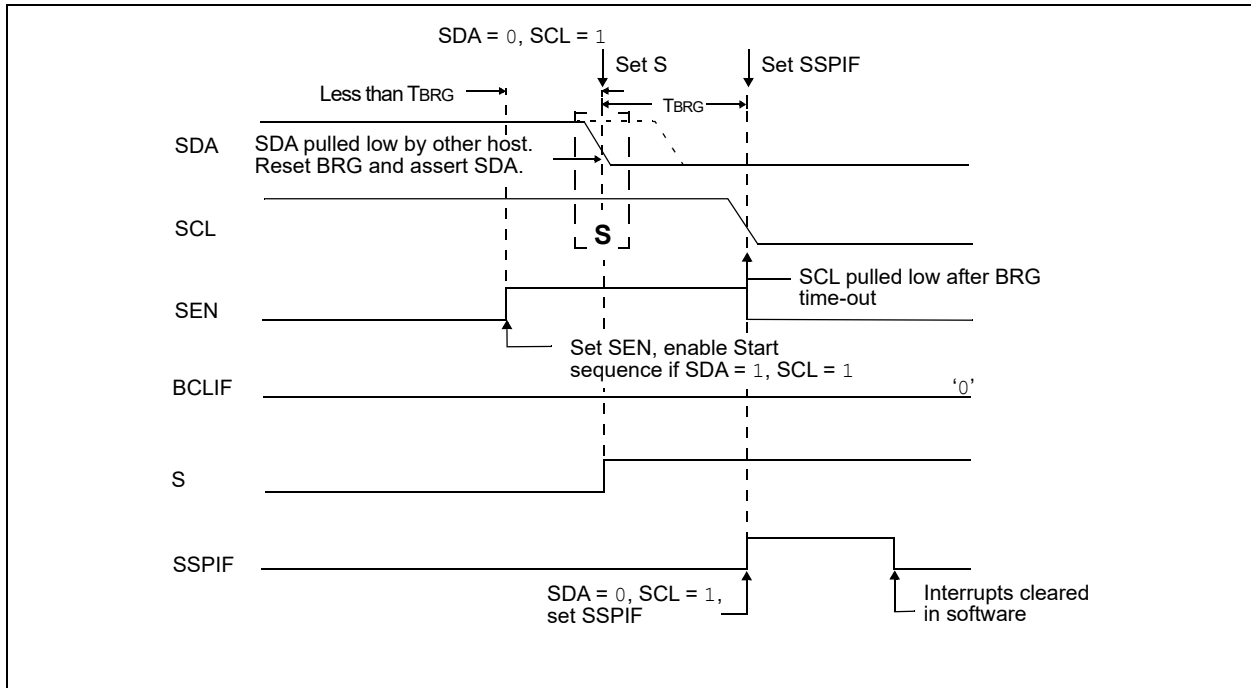 SDA = 0, SCL = 1
Set S
Set SSPIF
Less than TBRG
TBRG
SDA
SDA pulled low by other host.
Reset BRG and assert SDA.
SCL
S
SCL pulled low after BRG
time-out
SEN
Set SEN, enable Start
sequence if SDA = 1, SCL = 1
BCLIF
‘0’
S
SSPIF
SDA = 0, SCL = 1,
set SSPIF
Interrupts cleared
in software